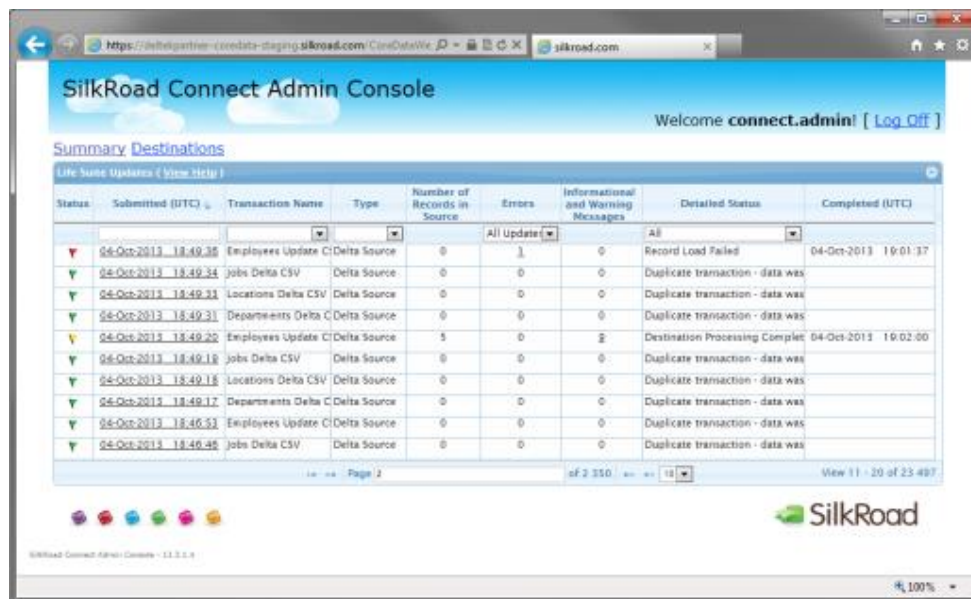 https://deltekpartner-coredata-staging.silkroad.com/CoreDataWe
silkroad.com
SilkRoad Connect Admin Console
Welcome connect.admin! [ Log Off ]
Summary Destinations
Life Suite Updates ( View Help )
Status Submitted (UTC) Transaction Name Type Number of Records in Source Errors Informational and Warning Messages Detailed Status Completed (UTC)
All Updates All
04-Oct-2013 18:49:36 Employees Update C Delta Source 0 1 0 Record Load Failed 04-Oct-2013 19:01:37
04-Oct-2013 18:49:34 Jobs Delta CSV Delta Source 0 0 0 Duplicate transaction - data was
04-Oct-2013 18:49:33 Locations Delta CSV Delta Source 0 0 0 Duplicate transaction - data was
04-Oct-2013 18:49:31 Departments Delta C Delta Source 0 0 0 Duplicate transaction - data was
04-Oct-2013 18:49:20 Employees Update C Delta Source 5 0 Destination Processing Complet 04-Oct-2013 19:02:00
04-Oct-2013 18:49:19 Jobs Delta CSV Delta Source 0 0 0 Duplicate transaction - data was
04-Oct-2013 18:49:18 Locations Delta CSV Delta Source 0 0 0 Duplicate transaction - data was
04-Oct-2013 18:49:17 Departments Delta C Delta Source 0 0 0 Duplicate transaction - data was
04-Oct-2013 18:46:53 Employees Update C Delta Source 0 0 0 Duplicate transaction - data was
04-Oct-2013 18:46:46 Jobs Delta CSV Delta Source 0 0 0 Duplicate transaction - data was
Page 2 of 2 350 10 View 11 - 20 of 23 497
SilkRoad
SilkRoad Connect Admin Console -
100%